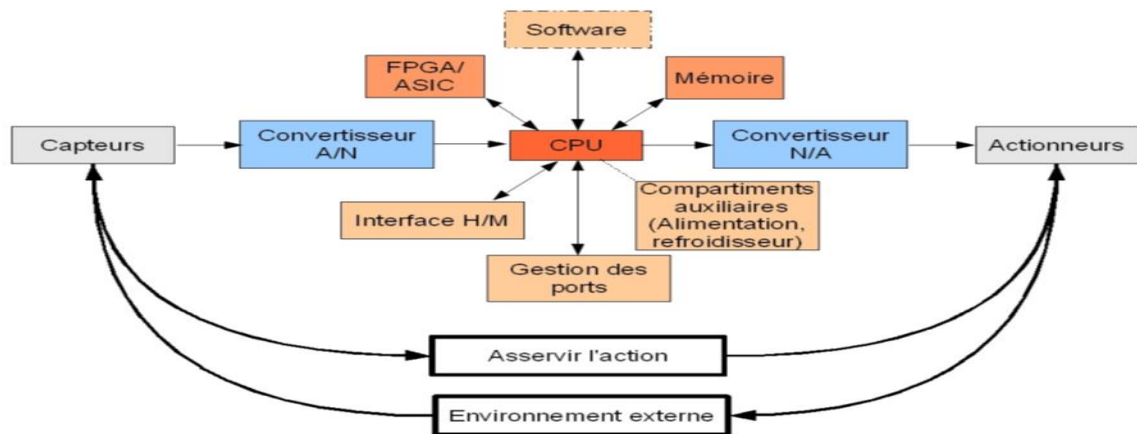 Software
FPGA/
ASIC
Mémoire
Capteurs
Convertisseur
A/N
CPU
Convertisseur
N/A
Actionneurs
Interface H/M
Compartiments
auxiliaires
(Alimentation,
refroidisseur)
Gestion des
ports
Asservir l'action
Environnement externe